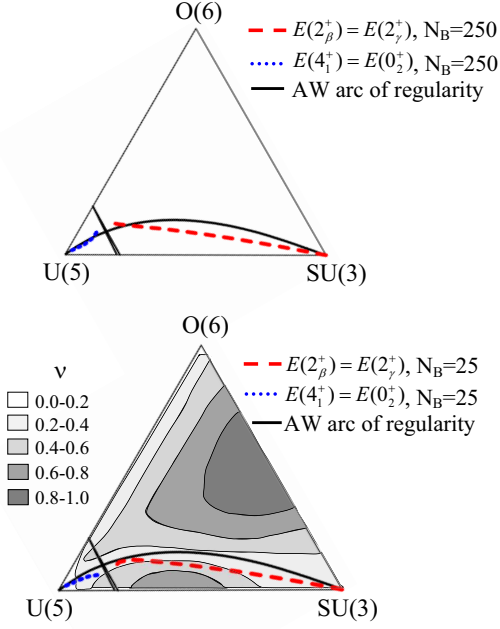 O(6)
E(2β+) = E(2γ+), NB=250
E(41+) = E(02+), NB=250
AW arc of regularity
U(5)
SU(3)
O(6)
ν
0.0-0.2
0.2-0.4
0.4-0.6
0.6-0.8
0.8-1.0
E(2β+) = E(2γ+), NB=25
E(41+) = E(02+), NB=25
AW arc of regularity
U(5)
SU(3)